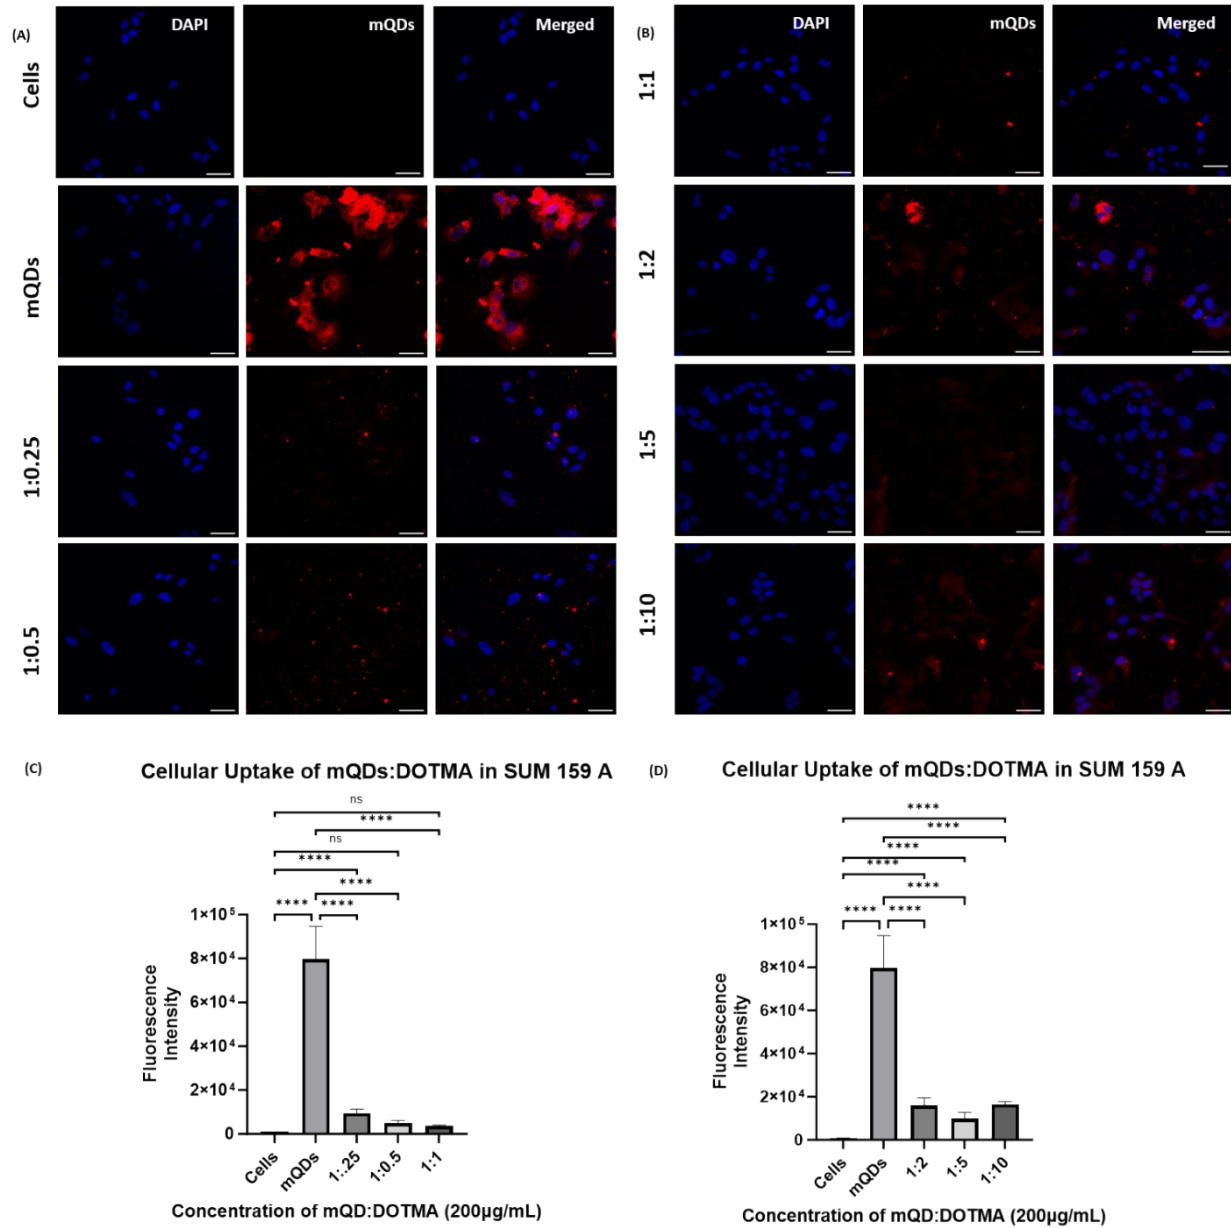 (A)
DAPI mQDs Merged
Cells
mQDs
1:0.25
1:0.5
(B)
DAPI mQDs Merged
1:1
1:2
1:5
1:10
(C)
Cellular Uptake of mQDs:DOTMA in SUM 159 A
ns
****
ns
****
****
**** ****
1×10⁵
8×10⁴
6×10⁴
4×10⁴
2×10⁴
0
Fluorescence
Intensity
Cells mQDs 1:.25 1:0.5 1:1
Concentration of mQD:DOTMA (200µg/mL)
(D)
Cellular Uptake of mQDs:DOTMA in SUM 159 A
****
****
****
****
****
**** ****
1×10⁵
8×10⁴
6×10⁴
4×10⁴
2×10⁴
0
Fluorescence
Intensity
Cells mQDs 1:2 1:5 1:10
Concentration of mQD:DOTMA (200µg/mL)